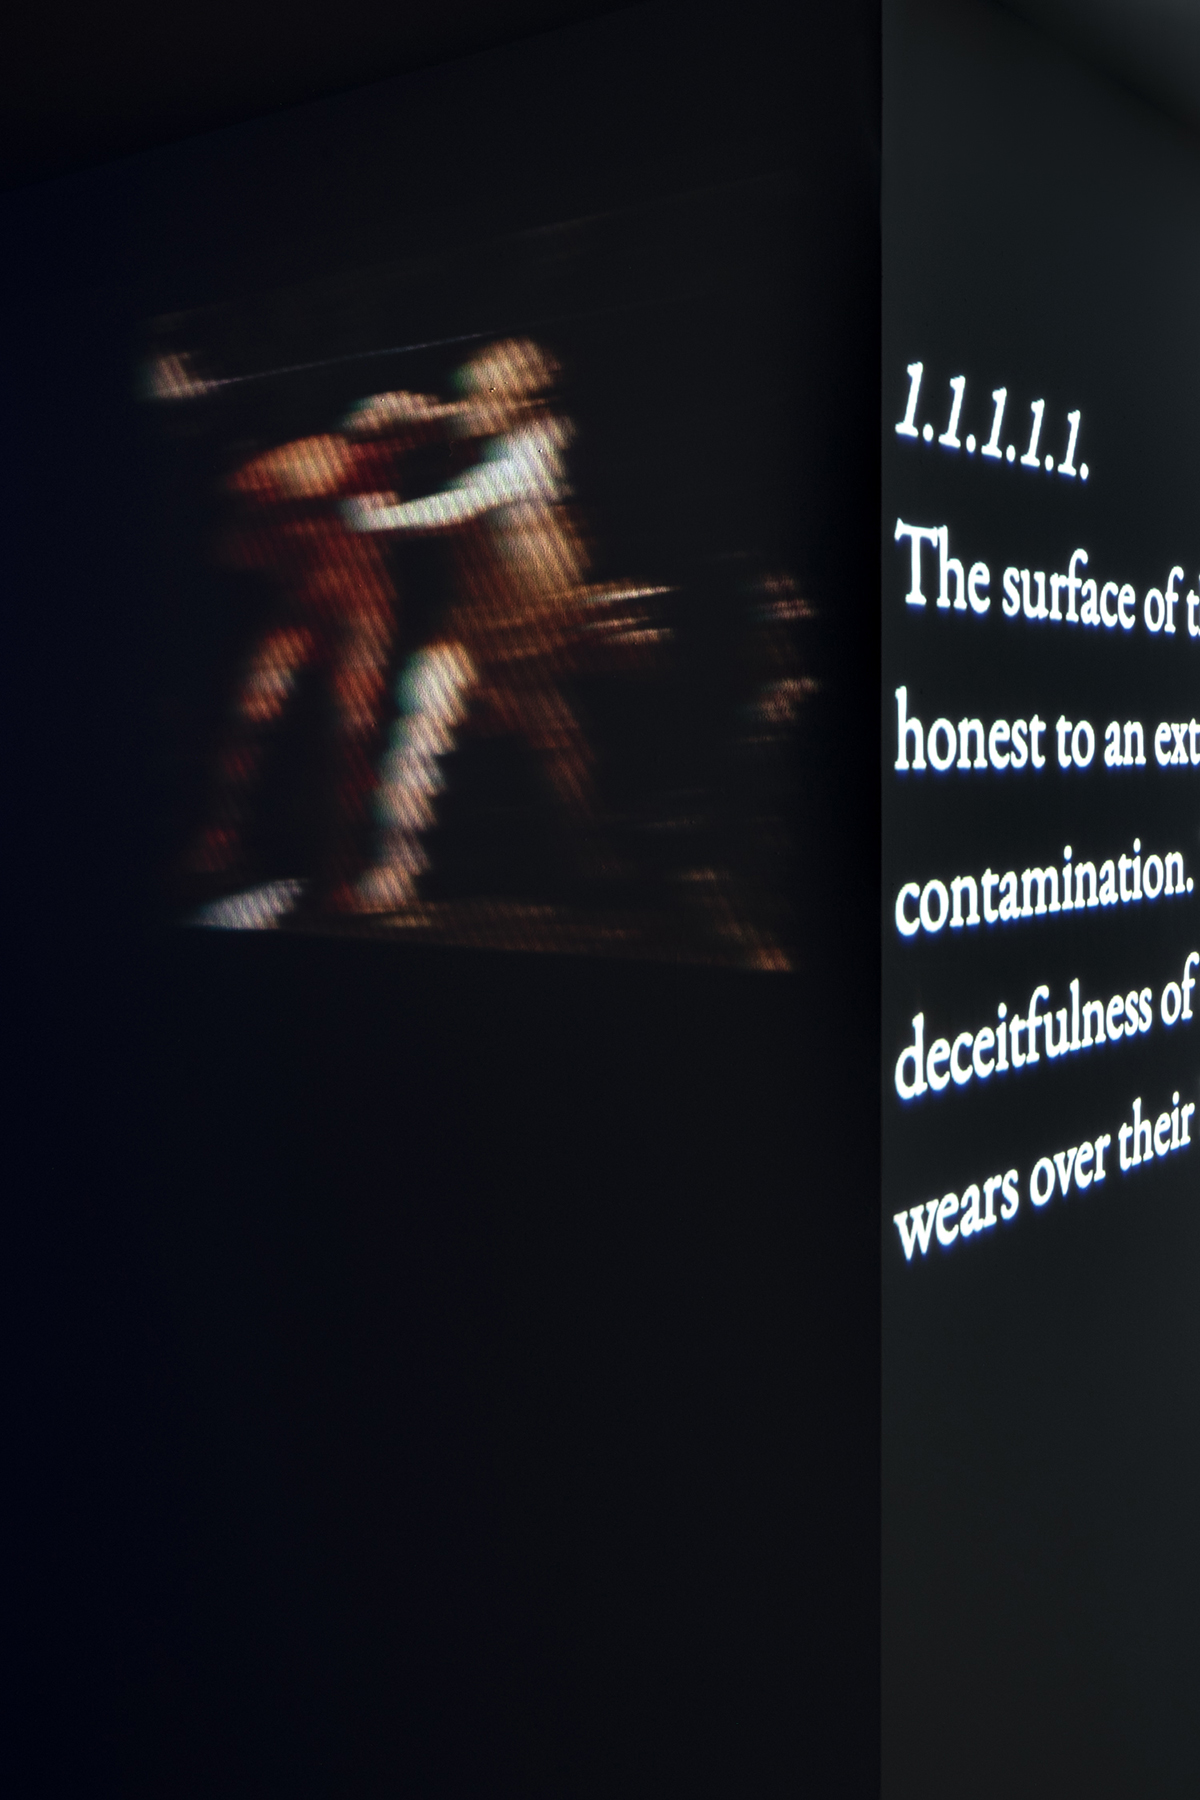 1.1.1.1.1.
The surface of
honest to an
contamination.
deceitfulness of
wears over their